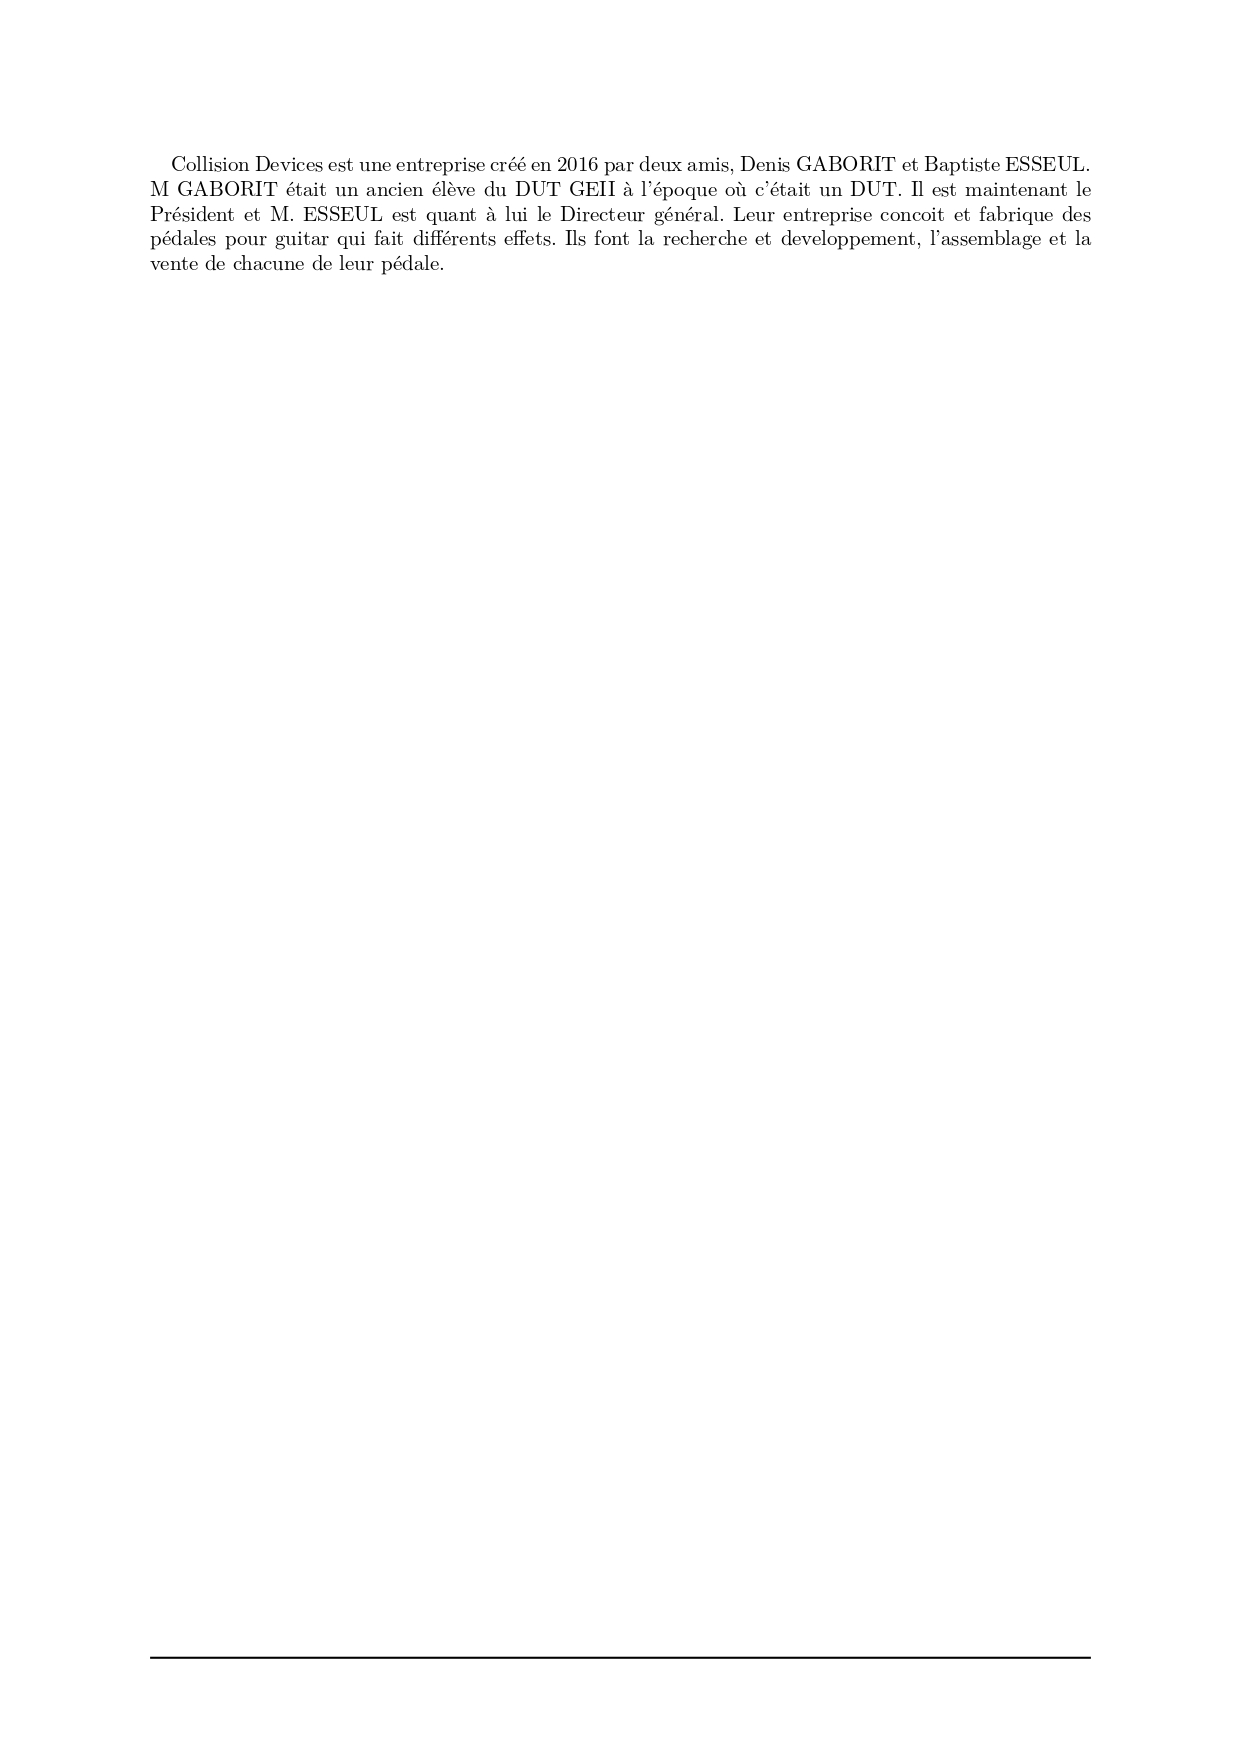 Collision Devices est une entreprise créé en 2016 par deux amis, Denis GABORIT et Baptiste ESSEUL.
M GABORIT était un ancien élève du DUT GEII à l'époque où c'était un DUT. Il est maintenant le
Président et M. ESSEUL est quant à lui le Directeur général. Leur entreprise concoit et fabrique des
pédales pour guitar qui fait différents effets. Ils font la recherche et developpement, l'assemblage et la
vente de chacune de leur pédale.